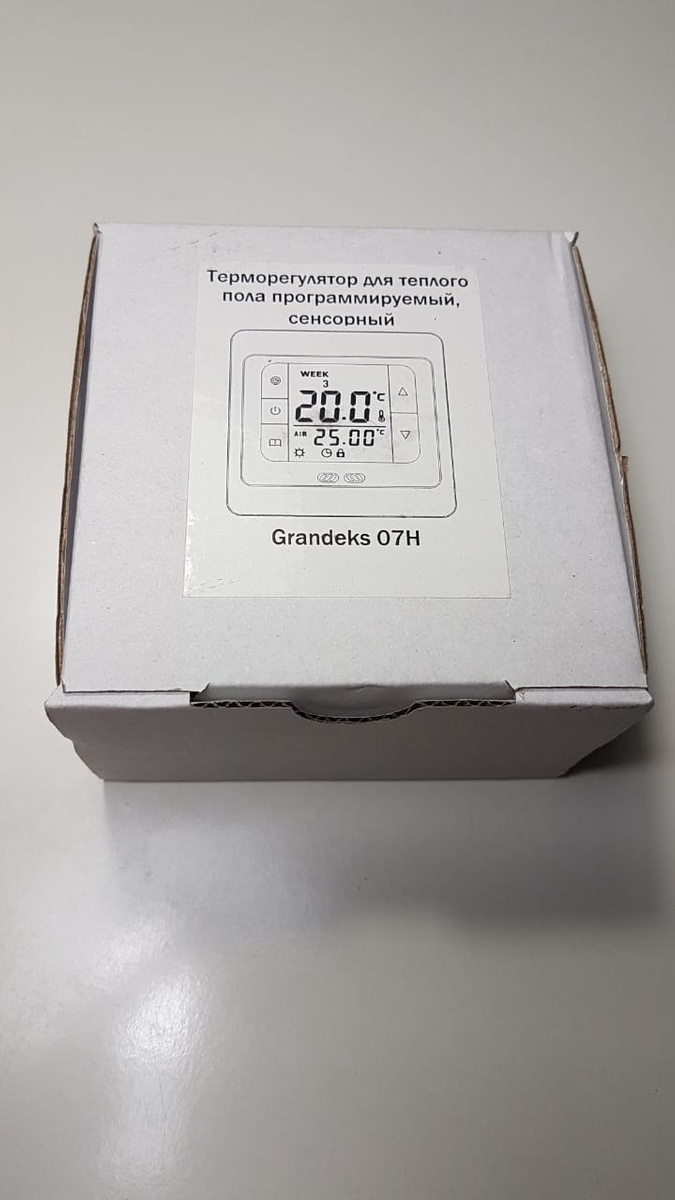 Терморегулятор для теплого
пола программируемый,
сенсорный
WEEK
3
20.0°C
AIR 25.00°C
Grandeks 07H